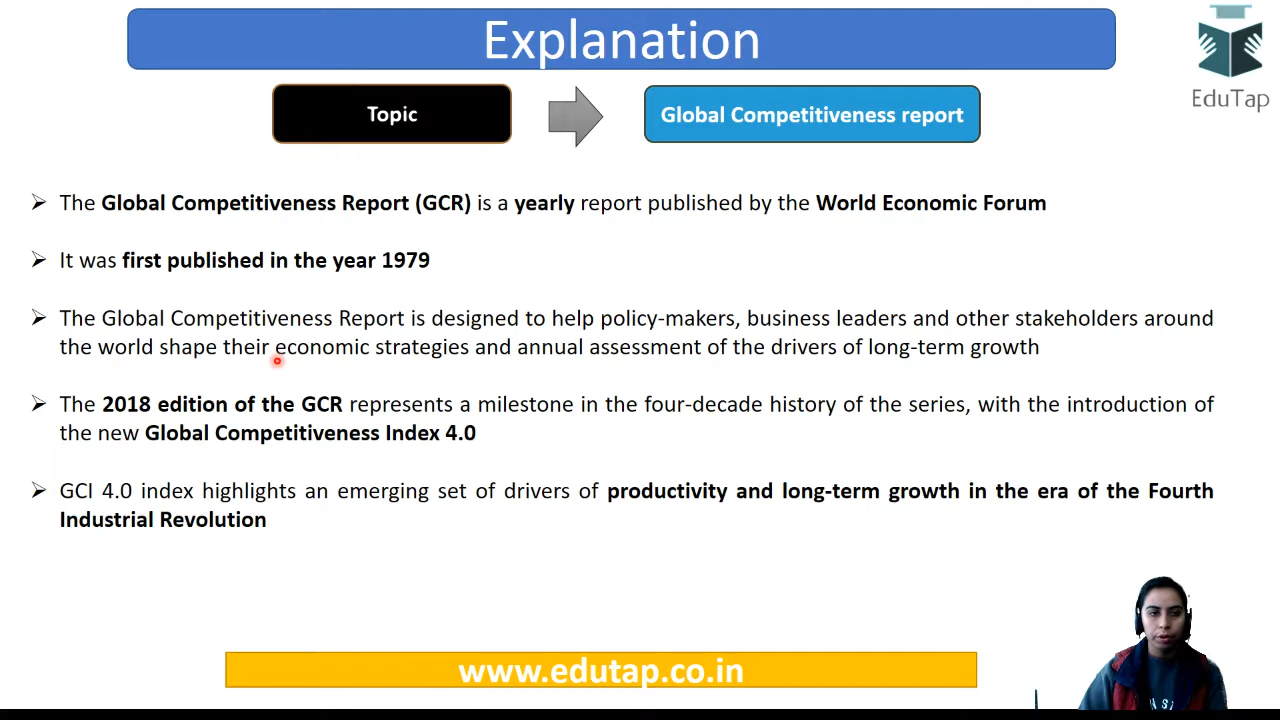 Explanation
EduTap
Topic
Global Competitiveness report
The Global Competitiveness Report (GCR) is a yearly report published by the World Economic Forum
It was first published in the year 1979
The Global Competitiveness Report is designed to help policy-makers, business leaders and other stakeholders around
the world shape their economic strategies and annual assessment of the drivers of long-term growth
The 2018 edition of the GCR represents a milestone in the four-decade history of the series, with the introduction of
the new Global Competitiveness Index 4.0
GCI 4.0 index highlights an emerging set of drivers of productivity and long-term growth in the era of the Fourth
Industrial Revolution
www.edutap.co.in